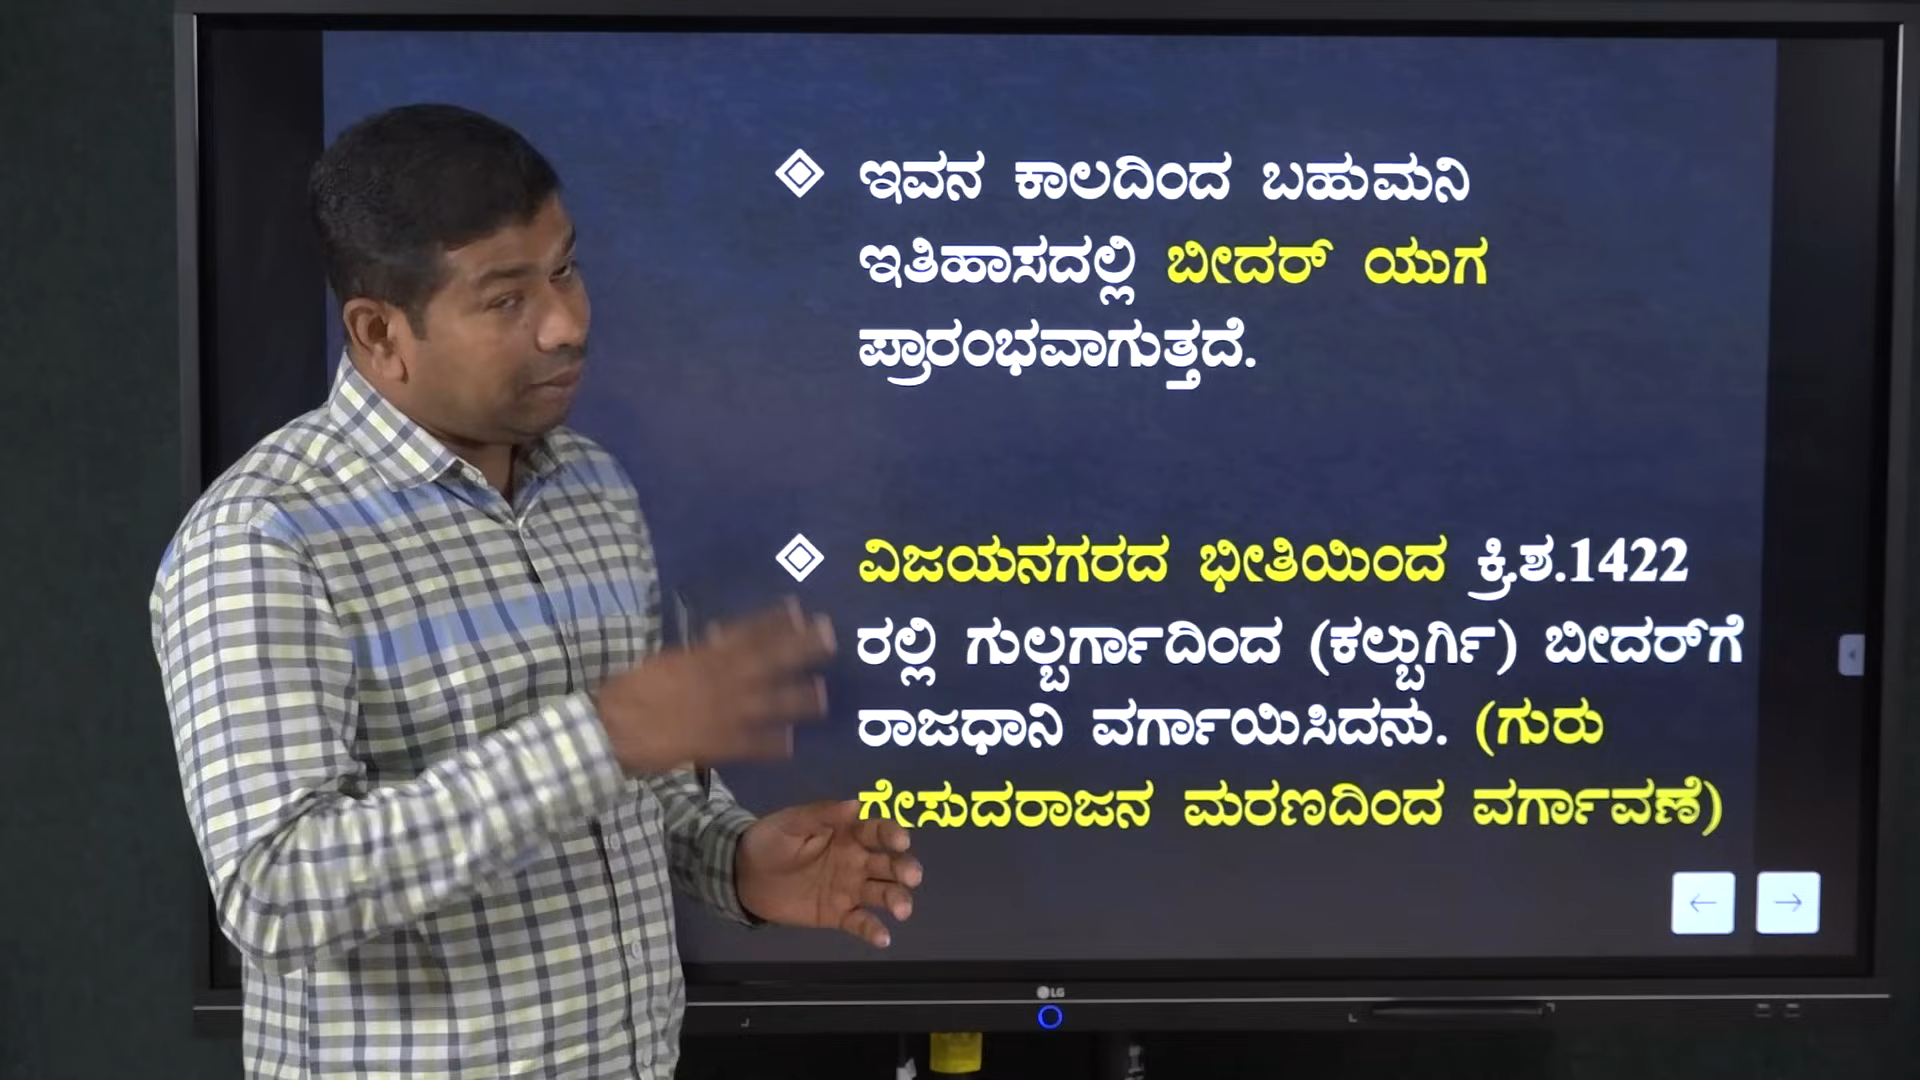 ಇವನ ಕಾಲದಿಂದ ಬಹುಮನಿ
ಇತಿಹಾಸದಲ್ಲಿ ಬೀದರ್ ಯುಗ
ಪ್ರಾರಂಭವಾಗುತ್ತದೆ.
ವಿಜಯನಗರದ ಭೀತಿಯಿಂದ ಕ್ರಿ.ಶ.1422
ರಲ್ಲಿ ಗುಲ್ಬರ್ಗಾದಿಂದ (ಕಲ್ಬುರ್ಗಿ) ಬೀದರ್‌ಗೆ
ರಾಜಧಾನಿ ವರ್ಗಾಯಿಸಿದನು. (ಗುರು
ಗೇಸುದರಾಜನ ಮರಣದಿಂದ ವರ್ಗಾವಣೆ)
LG